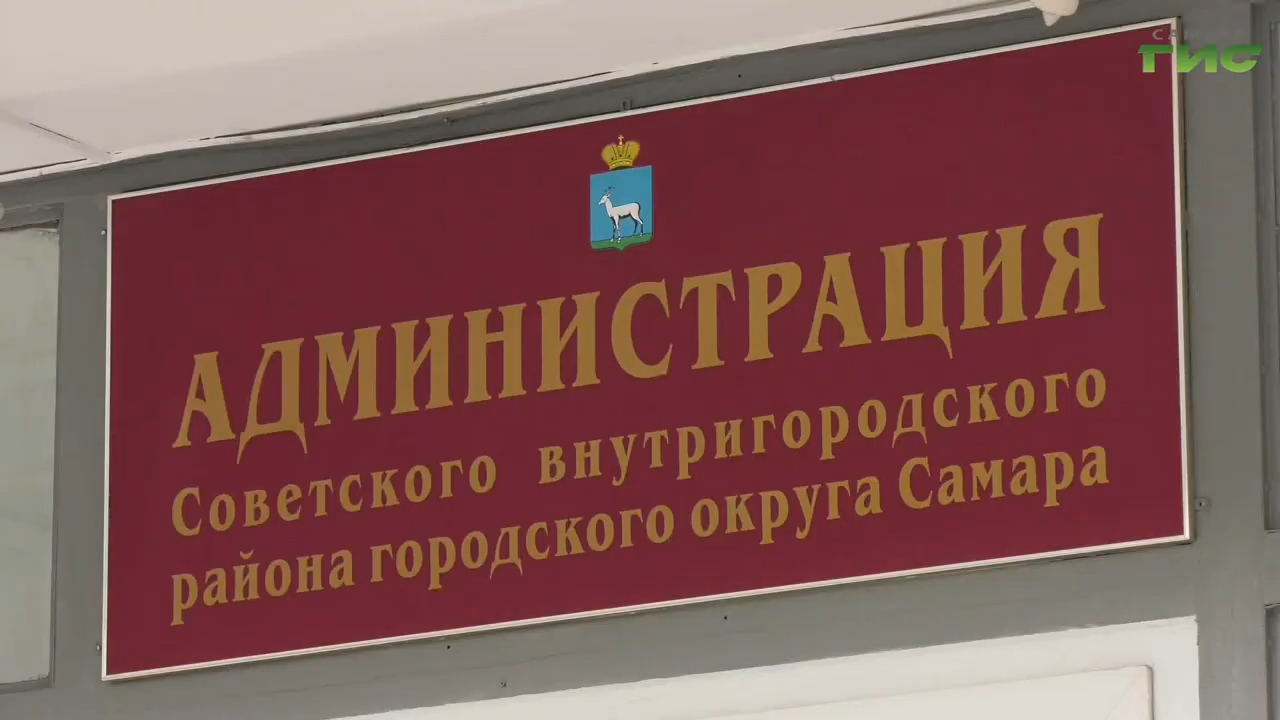 ГИС
АДМИНИСТРАЦИЯ
Советского внутригородского
района городского округа Самара